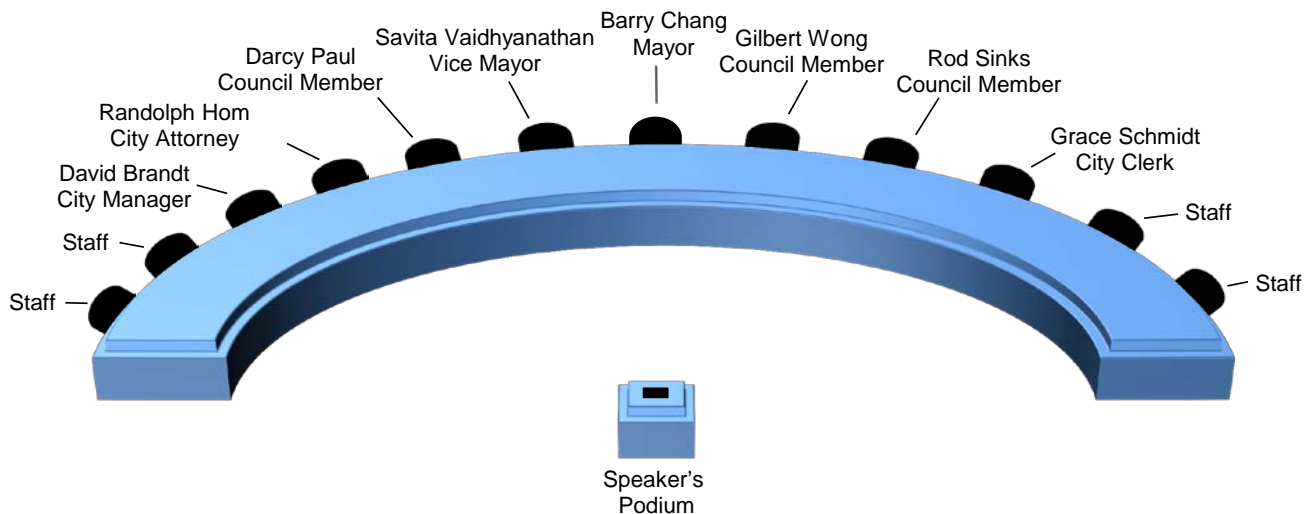 Barry Chang
Mayor
Savita Vaidhyanathan
Vice Mayor
Gilbert Wong
Council Member
Darcy Paul
Council Member
Rod Sinks
Council Member
Randolph Hom
City Attorney
Grace Schmidt
City Clerk
David Brandt
City Manager
Staff
Staff
Staff
Staff
Speaker’s
Podium